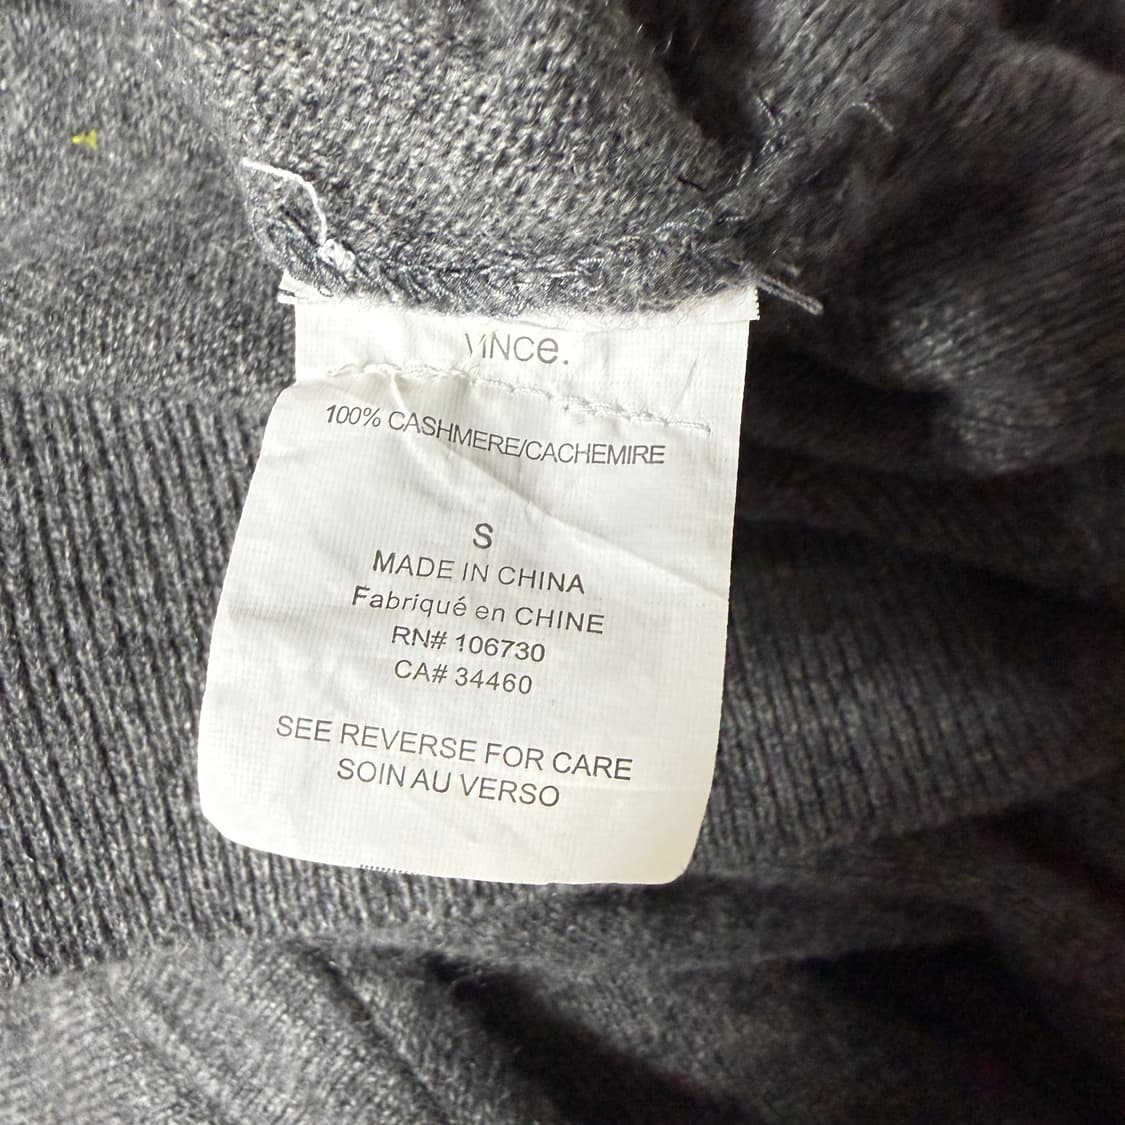 VINCe.
100% CASHMERE/CACHEMIRE
S
MADE IN CHINA
Fabriqué en CHINE
RN# 106730
CA# 34460
SEE REVERSE FOR CARE
SOIN AU VERSO